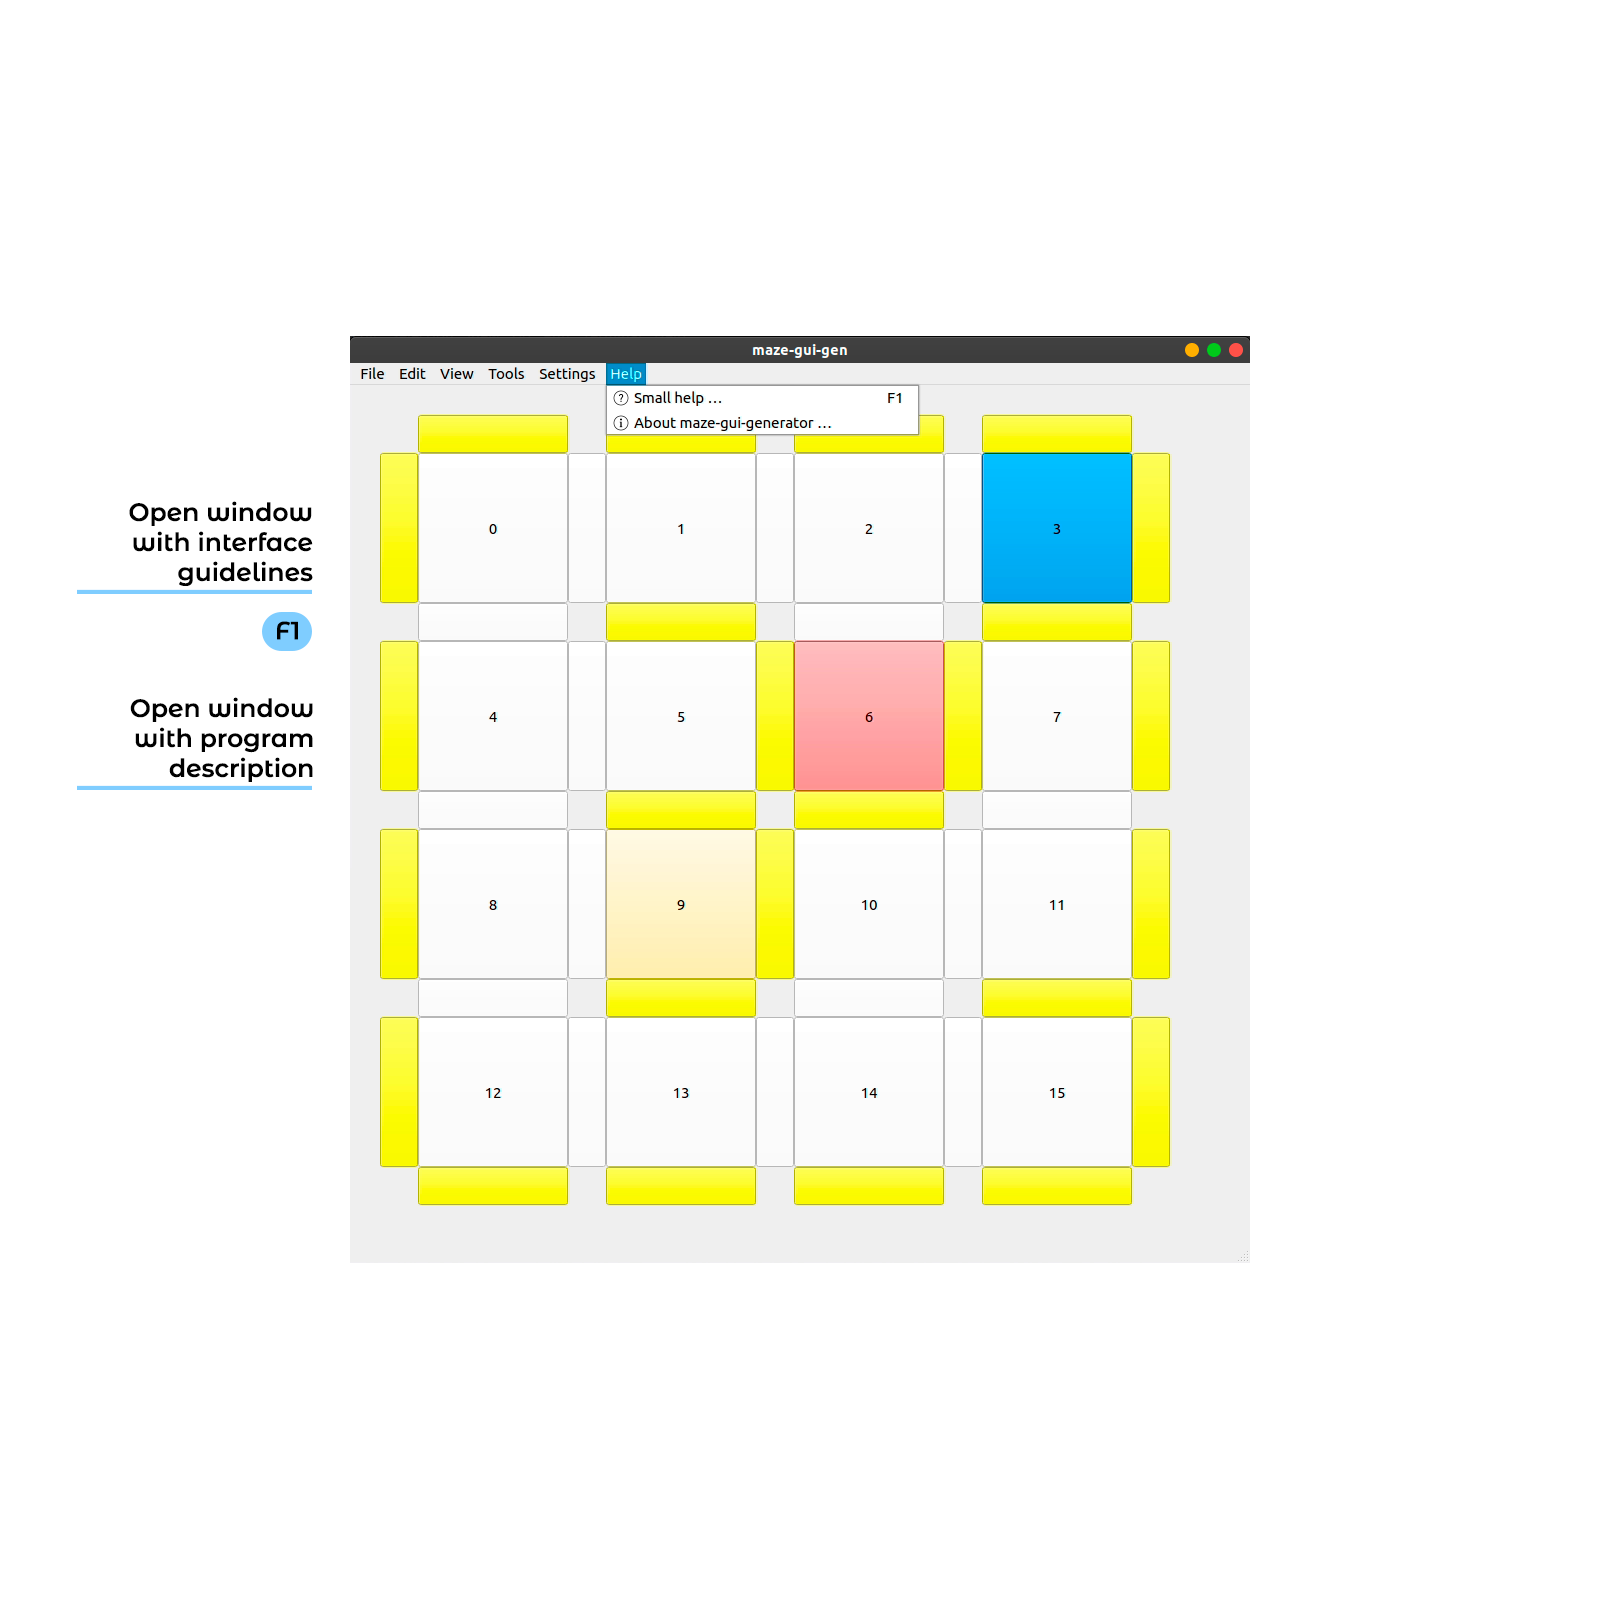 maze-gui-gen
File Edit View Tools Settings Help
Small help ... F1
About maze-gui-generator ...
Open window
with interface
guidelines
F1
Open window
with program
description
0 1 2 3
4 5 6 7
8 9 10 11
12 13 14 15